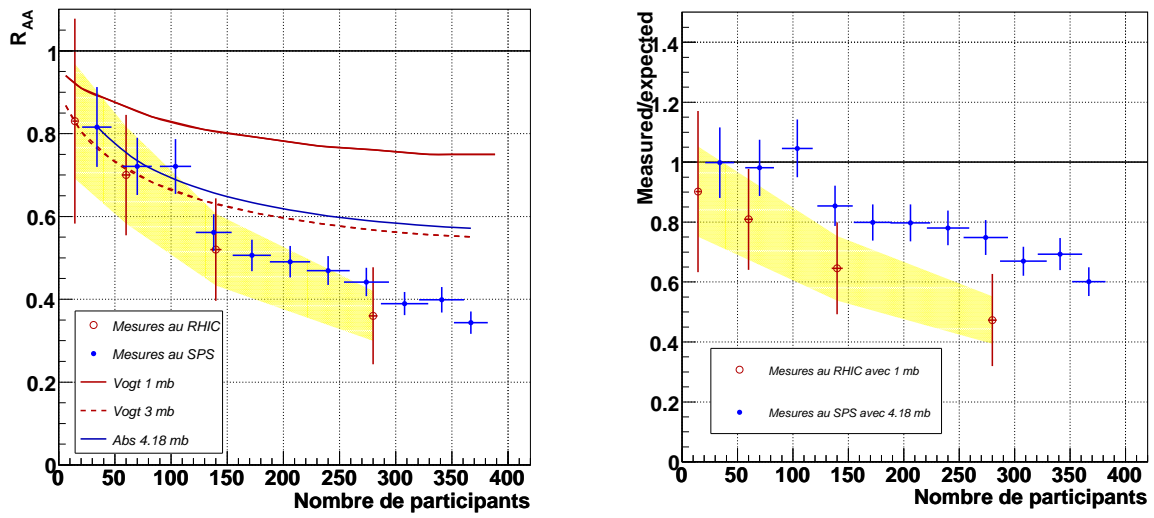 R_AA
1
0.8
0.6
0.4
0.2
0
Mesures au RHIC
Mesures au SPS
Vogt 1 mb
Vogt 3 mb
Abs 4.18 mb
0 50 100 150 200 250 300 350 400
Nombre de participants
Measured/expected
1.4
1.2
1
0.8
0.6
0.4
0.2
0
Mesures au RHIC avec 1 mb
Mesures au SPS avec 4.18 mb
0 50 100 150 200 250 300 350 400
Nombre de participants